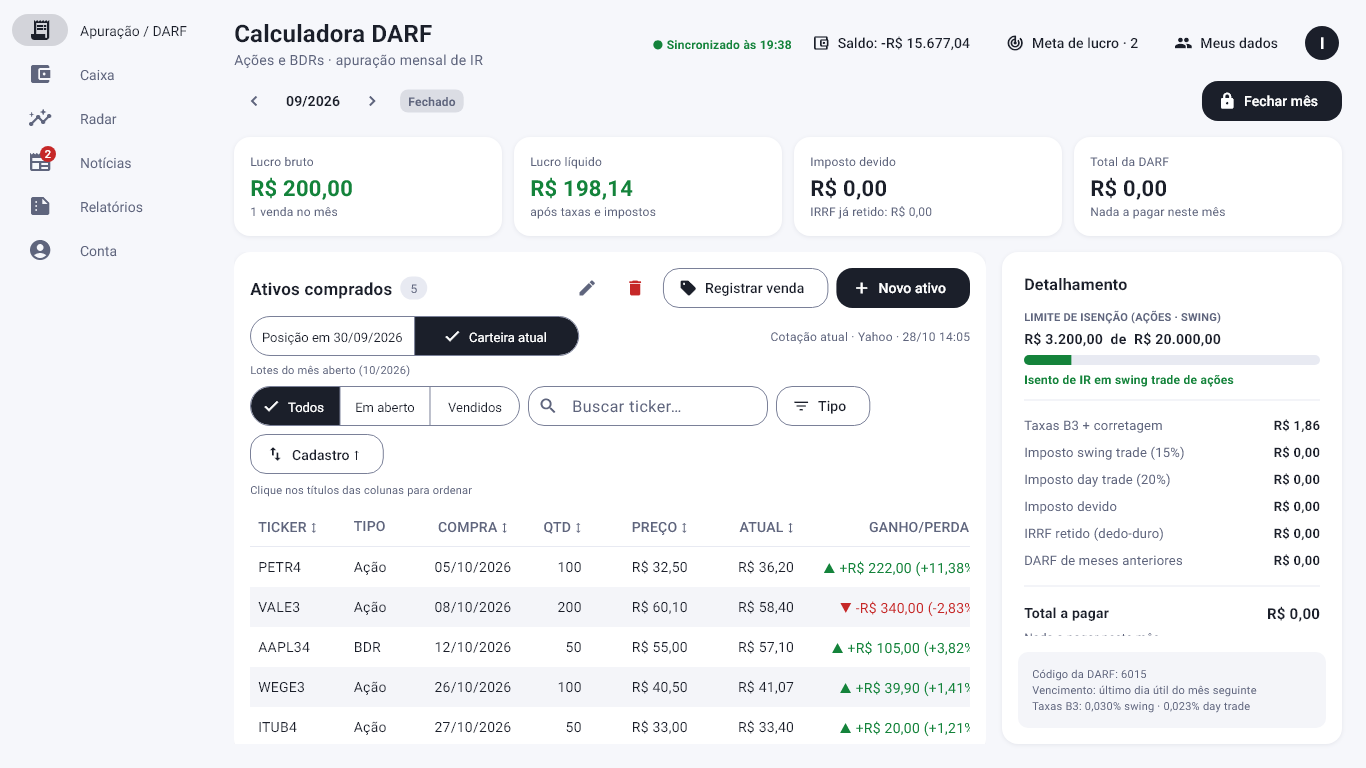 Apuração / DARF
Caixa
Radar
2
Notícias
Relatórios
Conta
Calculadora DARF
Ações e BDRs · apuração mensal de IR
Sincronizado às 19:38
Saldo: -R$ 15.677,04
Meta de lucro · 2
Meus dados
I
09/2026
Fechado
Fechar mês
Lucro bruto
R$ 200,00
1 venda no mês
Lucro líquido
R$ 198,14
após taxas e impostos
Imposto devido
R$ 0,00
IRRF já retido: R$ 0,00
Total da DARF
R$ 0,00
Nada a pagar neste mês
Ativos comprados 5
Registrar venda
Novo ativo
Posição em 30/09/2026
Carteira atual
Cotação atual · Yahoo · 28/10 14:05
Lotes do mês aberto (10/2026)
Todos
Em aberto
Vendidos
Buscar ticker...
Tipo
Cadastro ↑
Clique nos títulos das colunas para ordenar
TICKER ↕ TIPO COMPRA ↕ QTD ↕ PREÇO ↕ ATUAL ↕ GANHO/PERDA
PETR4 Ação 05/10/2026 100 R$ 32,50 R$ 36,20 ▲ +R$ 222,00 (+11,38%
VALE3 Ação 08/10/2026 200 R$ 60,10 R$ 58,40 ▼ -R$ 340,00 (-2,83%
AAPL34 BDR 12/10/2026 50 R$ 55,00 R$ 57,10 ▲ +R$ 105,00 (+3,82%
WEGE3 Ação 26/10/2026 100 R$ 40,50 R$ 41,07 ▲ +R$ 39,90 (+1,41%
ITUB4 Ação 27/10/2026 50 R$ 33,00 R$ 33,40 ▲ +R$ 20,00 (+1,21%
Detalhamento
LIMITE DE ISENÇÃO (AÇÕES · SWING)
R$ 3.200,00 de R$ 20.000,00
Isento de IR em swing trade de ações
Taxas B3 + corretagem R$ 1,86
Imposto swing trade (15%) R$ 0,00
Imposto day trade (20%) R$ 0,00
Imposto devido R$ 0,00
IRRF retido (dedo-duro) R$ 0,00
DARF de meses anteriores R$ 0,00
Total a pagar R$ 0,00
Código da DARF: 6015
Vencimento: último dia útil do mês seguinte
Taxas B3: 0,030% swing · 0,023% day trade